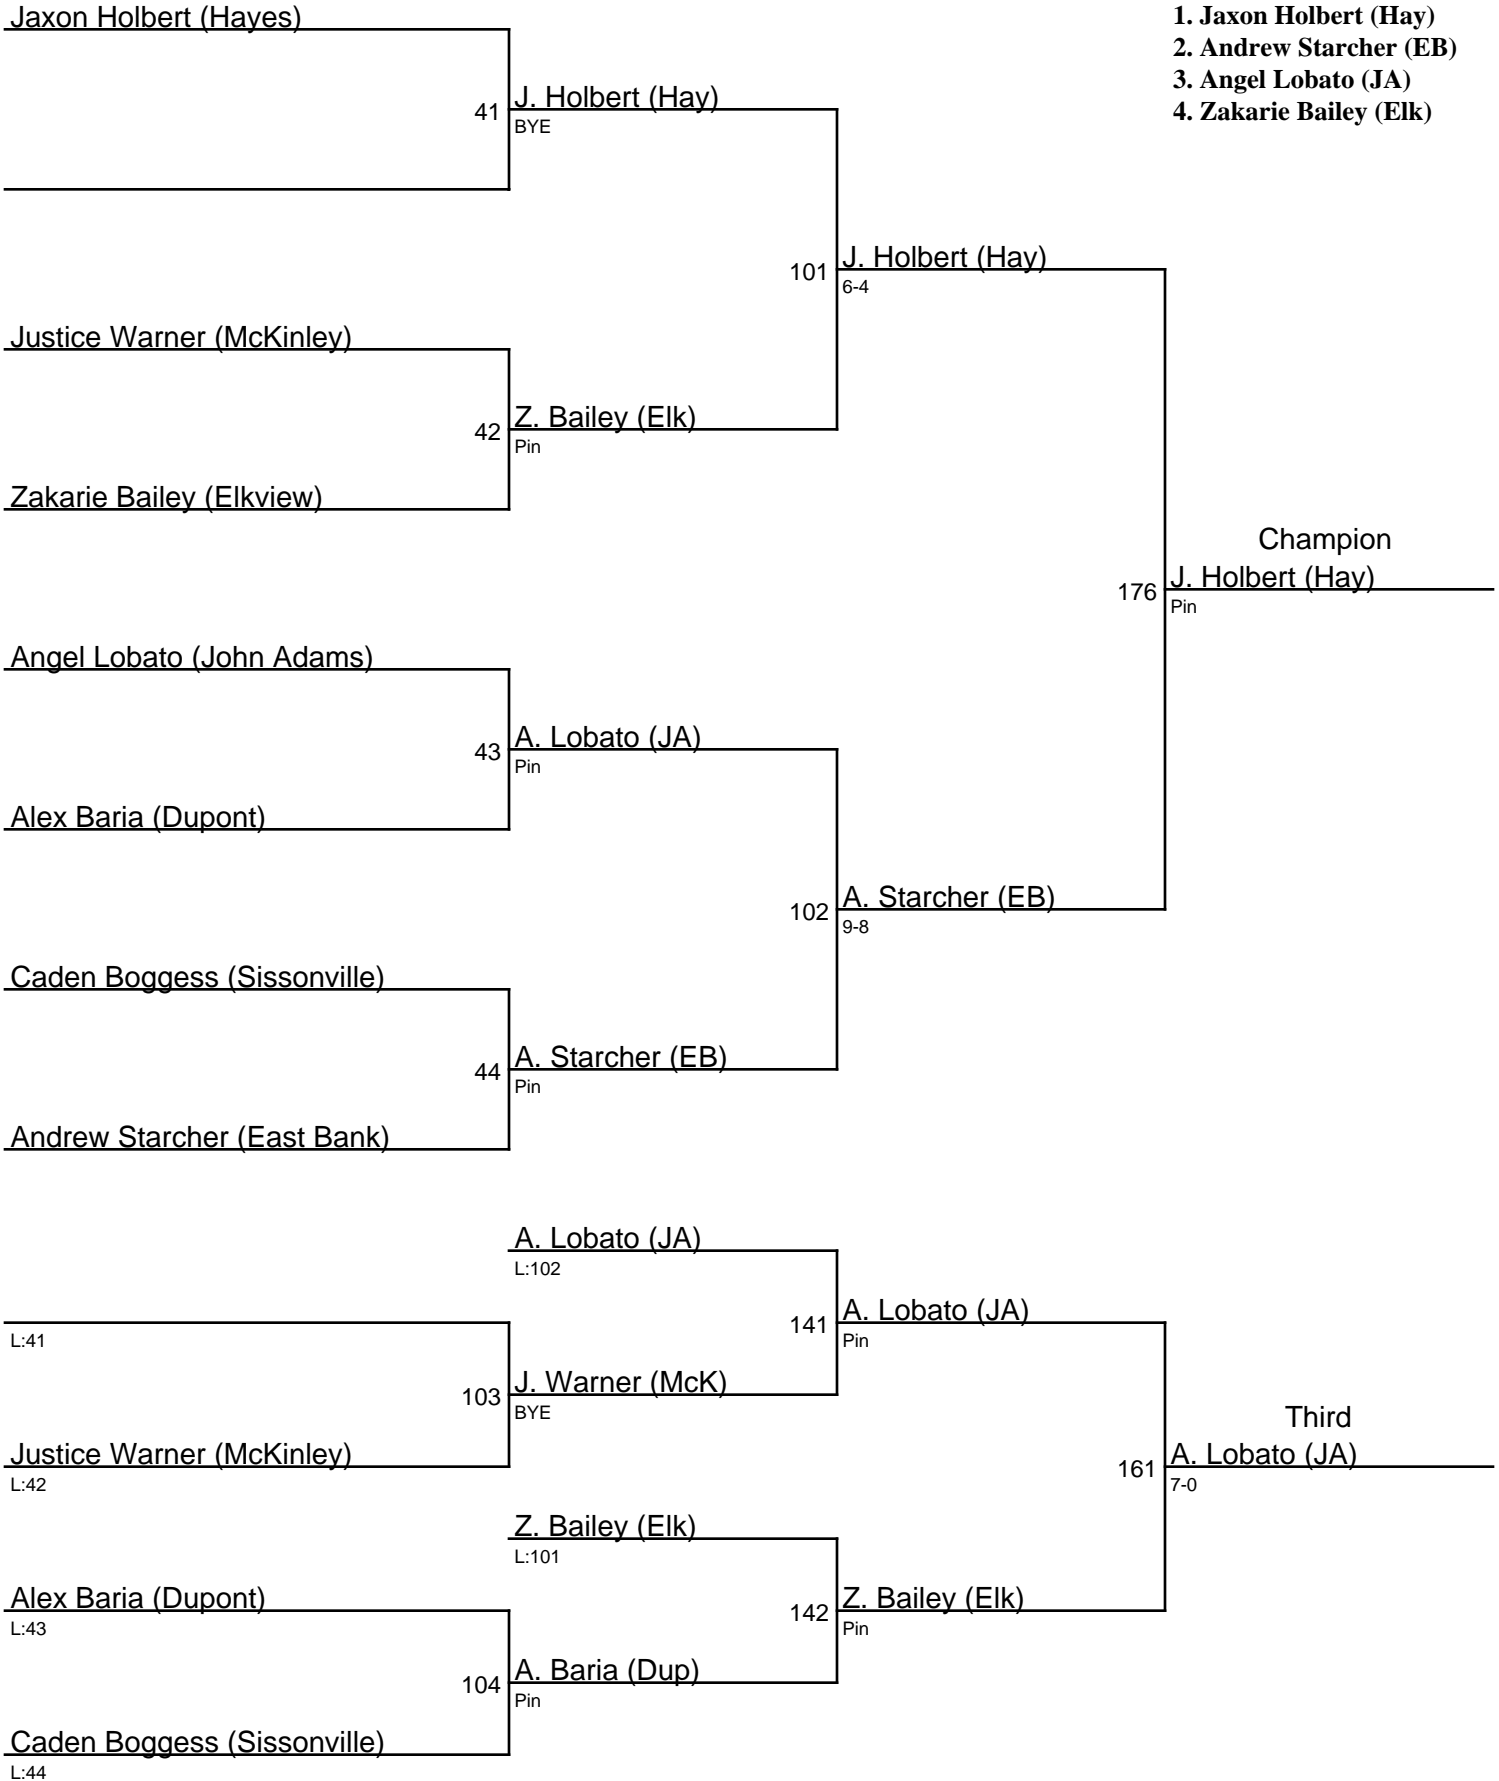 Jaxon Holbert (Hayes)
1. Jaxon Holbert (Hay)
2. Andrew Starcher (EB)
3. Angel Lobato (JA)
4. Zakarie Bailey (Elk)
41
J. Holbert (Hay)
BYE
101
J. Holbert (Hay)
6-4
Justice Warner (McKinley)
42
Z. Bailey (Elk)
Pin
Zakarie Bailey (Elkview)
Champion
176
J. Holbert (Hay)
Pin
Angel Lobato (John Adams)
43
A. Lobato (JA)
Pin
Alex Baria (Dupont)
102
A. Starcher (EB)
9-8
Caden Boggess (Sissonville)
44
A. Starcher (EB)
Pin
Andrew Starcher (East Bank)
A. Lobato (JA)
L:102
L:41
141
A. Lobato (JA)
Pin
103
J. Warner (McK)
BYE
Justice Warner (McKinley)
L:42
Third
161
A. Lobato (JA)
7-0
Z. Bailey (Elk)
L:101
Alex Baria (Dupont)
L:43
142
Z. Bailey (Elk)
Pin
104
A. Baria (Dup)
Pin
Caden Boggess (Sissonville)
L:44